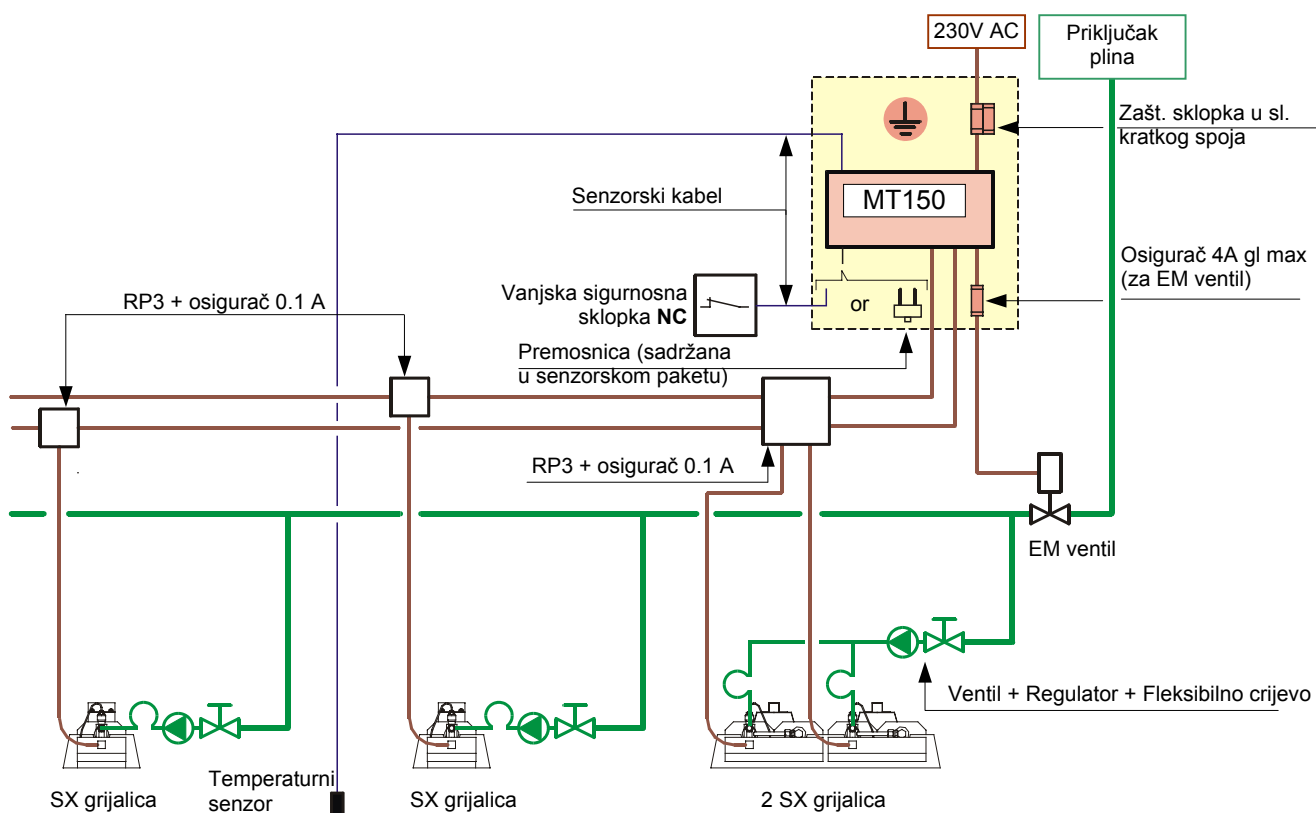 230V AC
Priključak
plina
Zašt. sklopka u sl.
kratkog spoja
MT150
Senzorski kabel
Osigurač 4A gl max
(za EM ventil)
RP3 + osigurač 0.1 A
Vanjska sigurnosna
sklopka NC
or
Premosnica (sadržana
u senzorskom paketu)
RP3 + osigurač 0.1 A
EM ventil
Ventil + Regulator + Fleksibilno crijevo
Temperaturni
senzor
SX grijalica
SX grijalica
2 SX grijalica